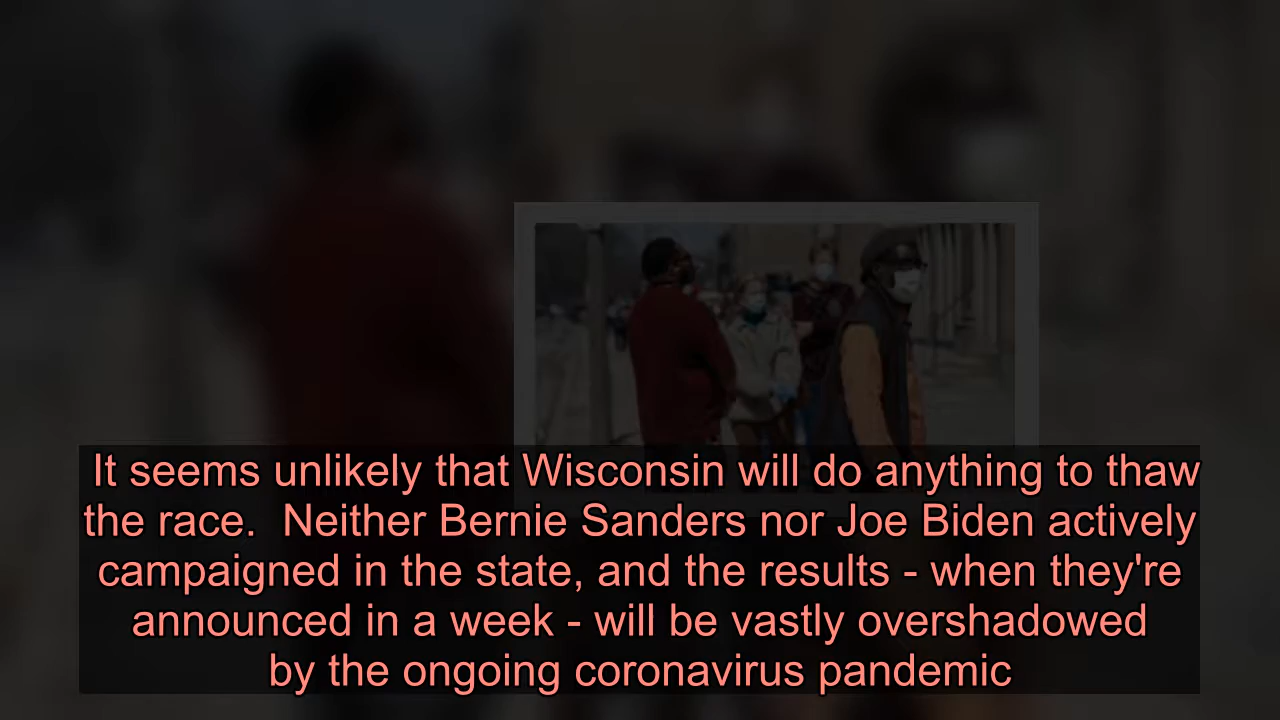 It seems unlikely that Wisconsin will do anything to thaw
the race.  Neither Bernie Sanders nor Joe Biden actively
campaigned in the state, and the results - when they're
announced in a week - will be vastly overshadowed
by the ongoing coronavirus pandemic